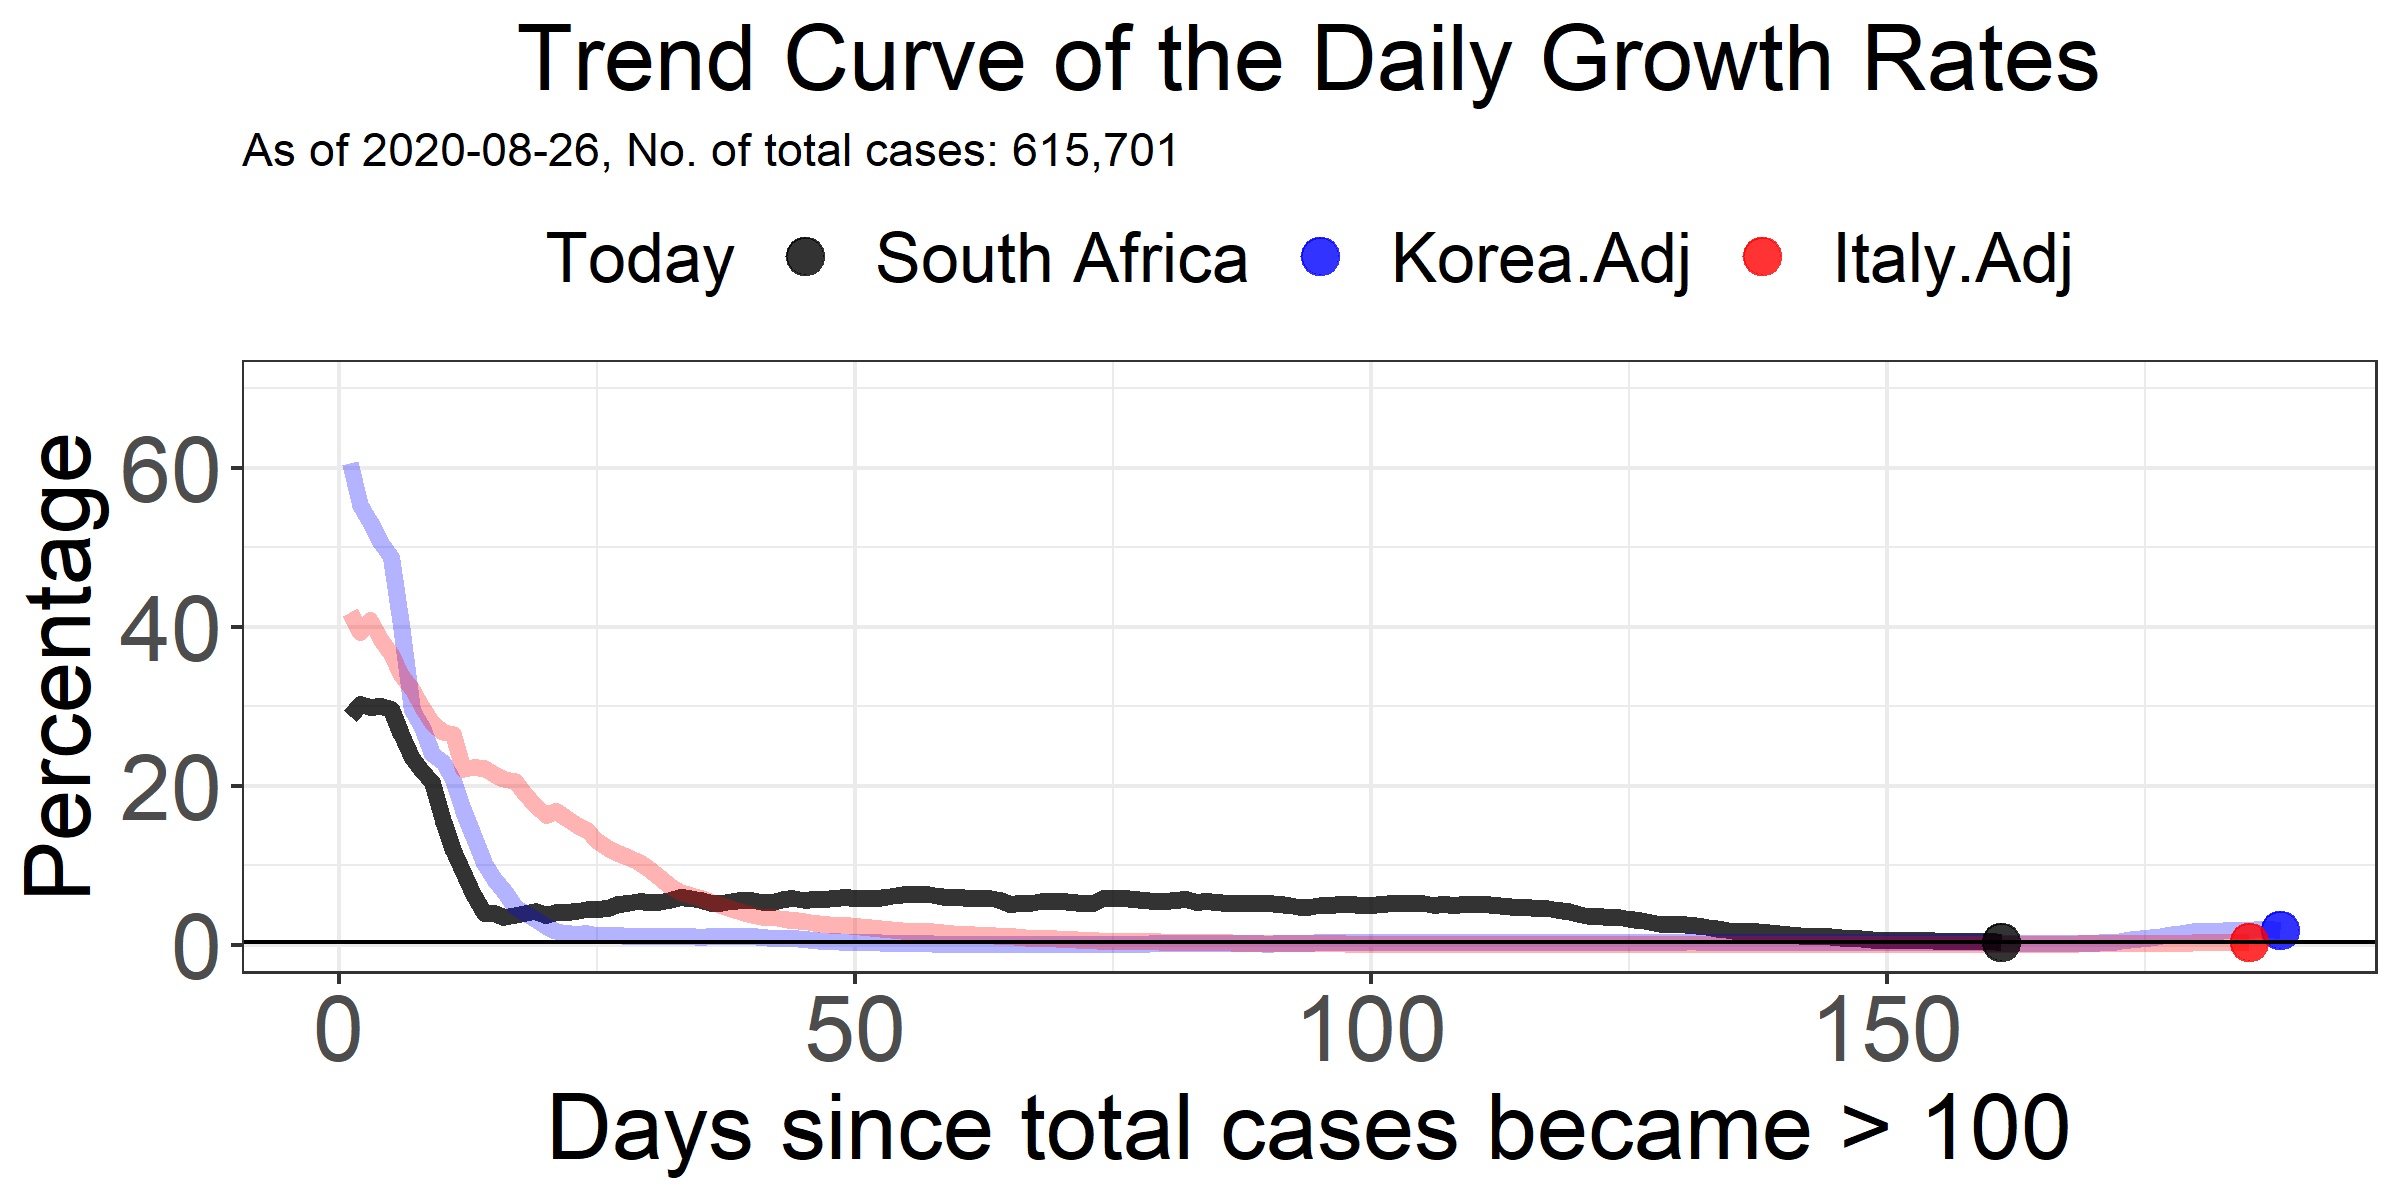 Trend Curve of the Daily Growth Rates
As of 2020-08-26, No. of total cases: 615,701
Today South Africa Korea.Adj Italy.Adj
Percentage
60
40
20
0
0 50 100 150
Days since total cases became > 100